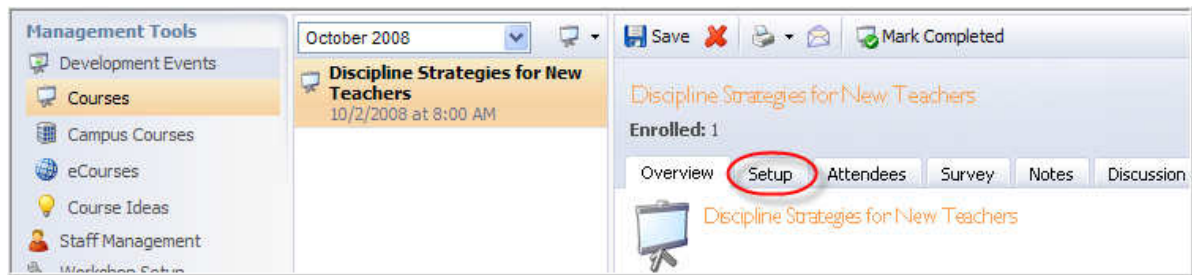 Management Tools
Development Events
Courses
Campus Courses
eCourses
Course Ideas
Staff Management
Workshop Setup
October 2008
Discipline Strategies for New
Teachers
10/2/2008 at 8:00 AM
Save Mark Completed
Discipline Strategies for New Teachers
Enrolled: 1
Overview Setup Attendees Survey Notes Discussion
Discipline Strategies for New Teachers